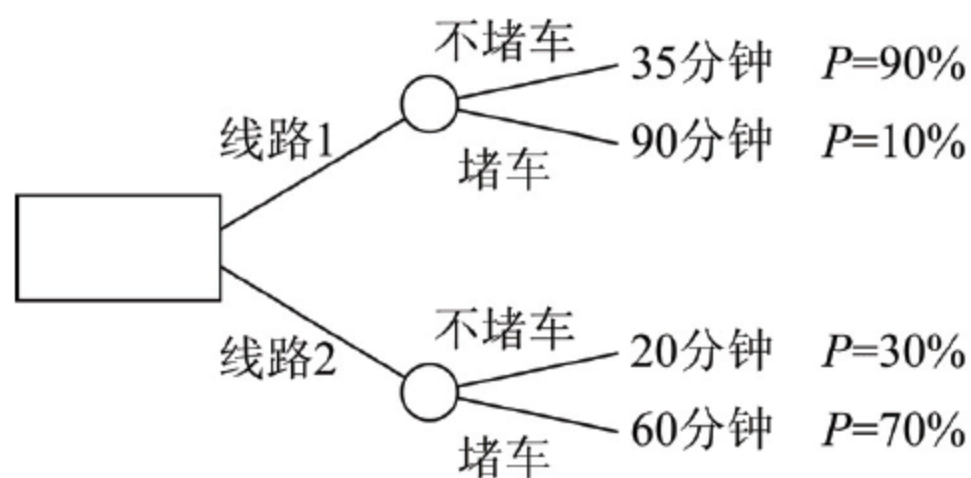 不堵车
35分钟 P=90%
线路1
90分钟 P=10%
堵车
不堵车
线路2
20分钟 P=30%
60分钟 P=70%
堵车